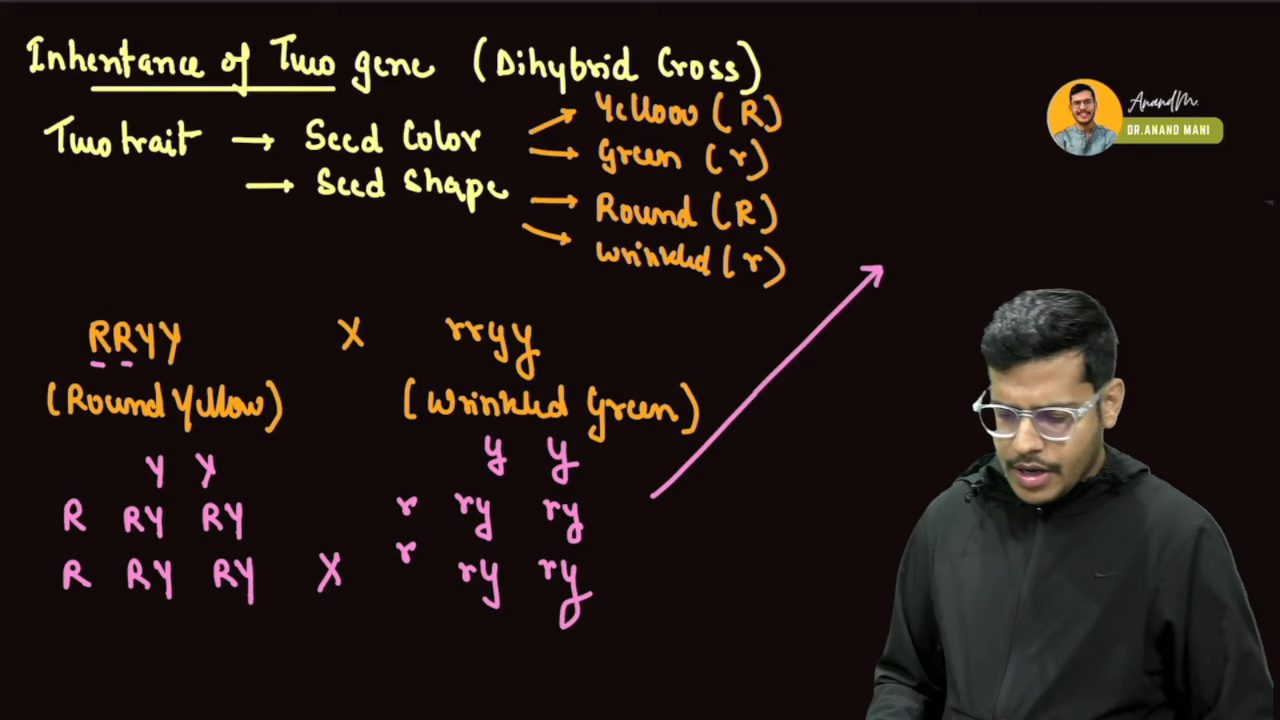 Inheritance of Two gene (Dihybrid Cross)
Two trait → Seed Color
→ Seed Shape
Yellow (R)
Green (r)
Round (R)
Wrinkled (r)
AnandM.
DR.ANAND MANI
RRYY X rryy
(Round Yellow) (Wrinkled Green)
Y Y y y
R RY RY r ry ry
R RY RY X r ry ry